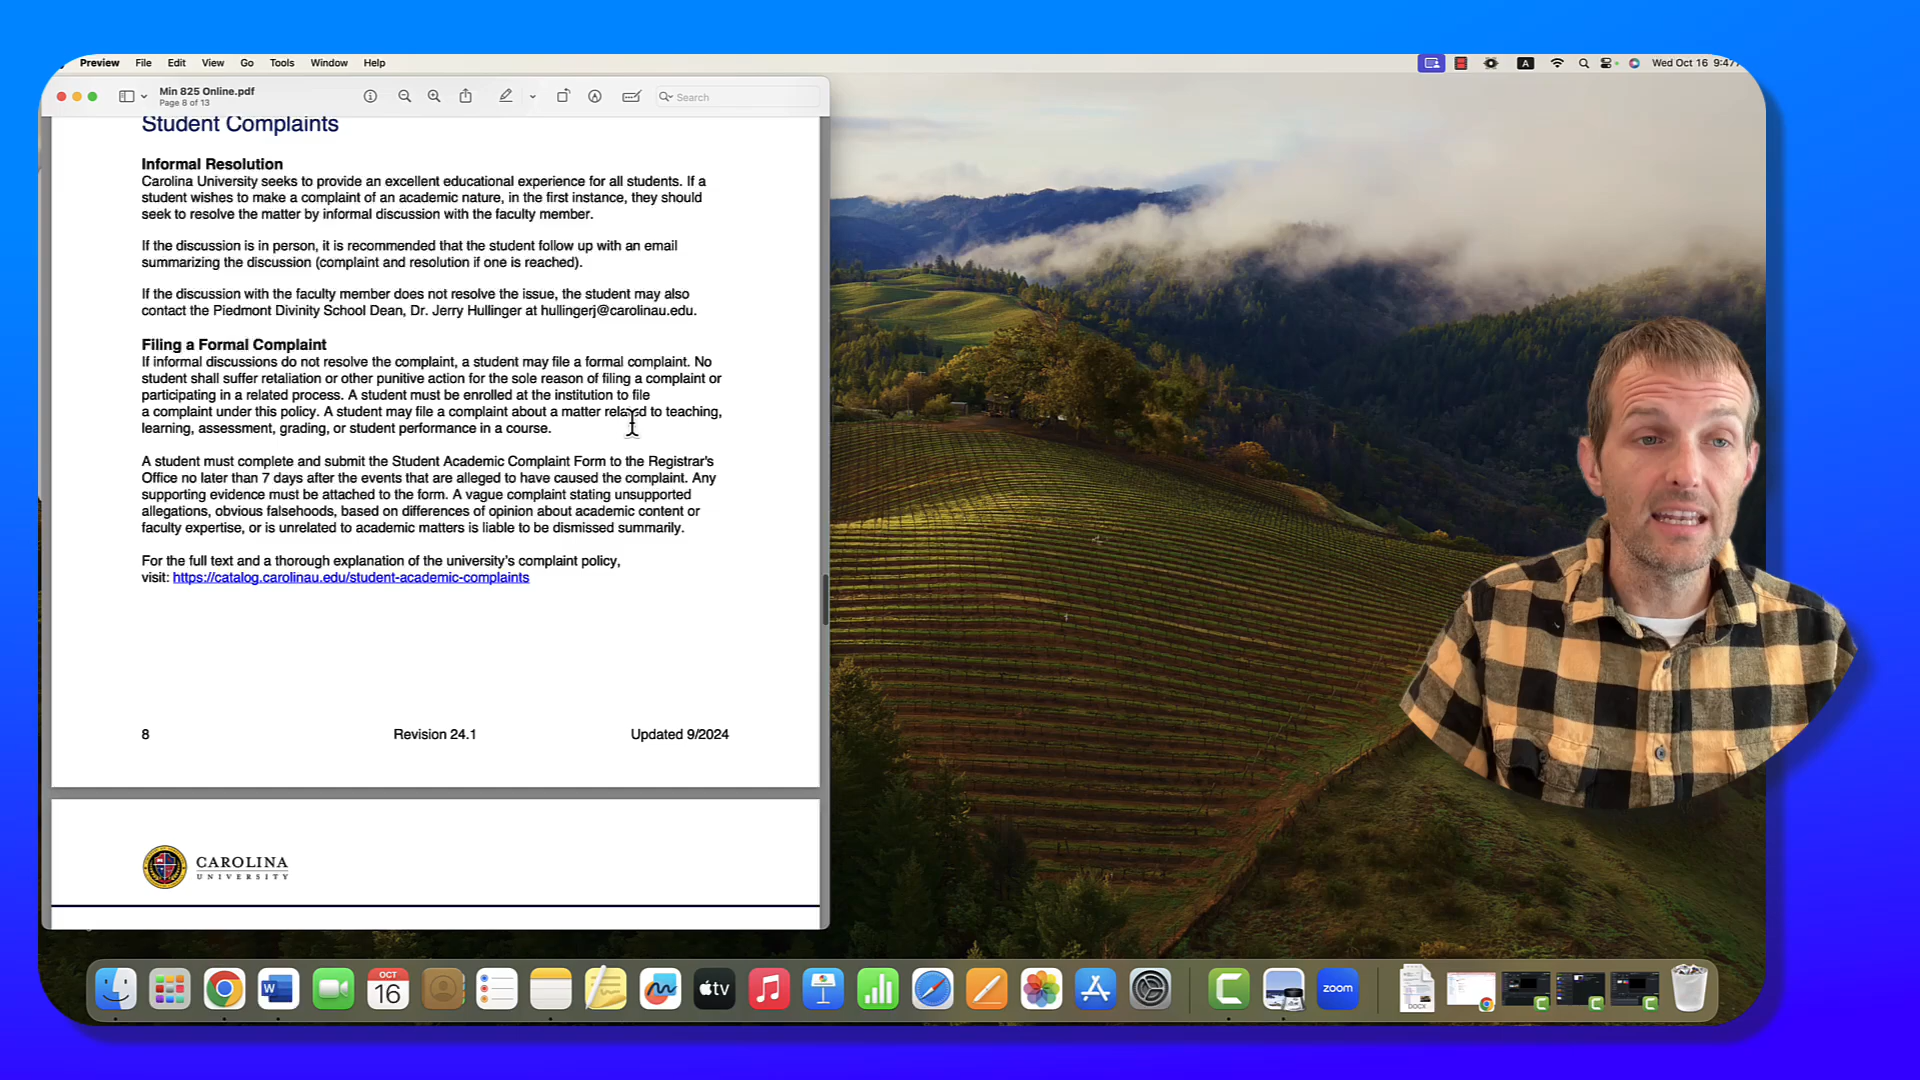 Preview File Edit View Go Tools Window Help
A
Wed Oct 16 9:47
Min 825 Online.pdf
Page 8 of 13
Search
Student Complaints
Informal Resolution
Carolina University seeks to provide an excellent educational experience for all students. If a
student wishes to make a complaint of an academic nature, in the first instance, they should
seek to resolve the matter by informal discussion with the faculty member.
If the discussion is in person, it is recommended that the student follow up with an email
summarizing the discussion (complaint and resolution if one is reached).
If the discussion with the faculty member does not resolve the issue, the student may also
contact the Piedmont Divinity School Dean, Dr. Jerry Hullinger at hullingerj@carolinau.edu.
Filing a Formal Complaint
If informal discussions do not resolve the complaint, a student may file a formal complaint. No
student shall suffer retaliation or other punitive action for the sole reason of filing a complaint or
participating in a related process. A student must be enrolled at the institution to file
a complaint under this policy. A student may file a complaint about a matter related to teaching,
learning, assessment, grading, or student performance in a course.
A student must complete and submit the Student Academic Complaint Form to the Registrar's
Office no later than 7 days after the events that are alleged to have caused the complaint. Any
supporting evidence must be attached to the form. A vague complaint stating unsupported
allegations, obvious falsehoods, based on differences of opinion about academic content or
faculty expertise, or is unrelated to academic matters is liable to be dismissed summarily.
For the full text and a thorough explanation of the university's complaint policy,
visit: https://catalog.carolinau.edu/student-academic-complaints
8 Revision 24.1 Updated 9/2024
CAROLINA
UNIVERSITY
OCT
16
W
tv
zoom
DOCX